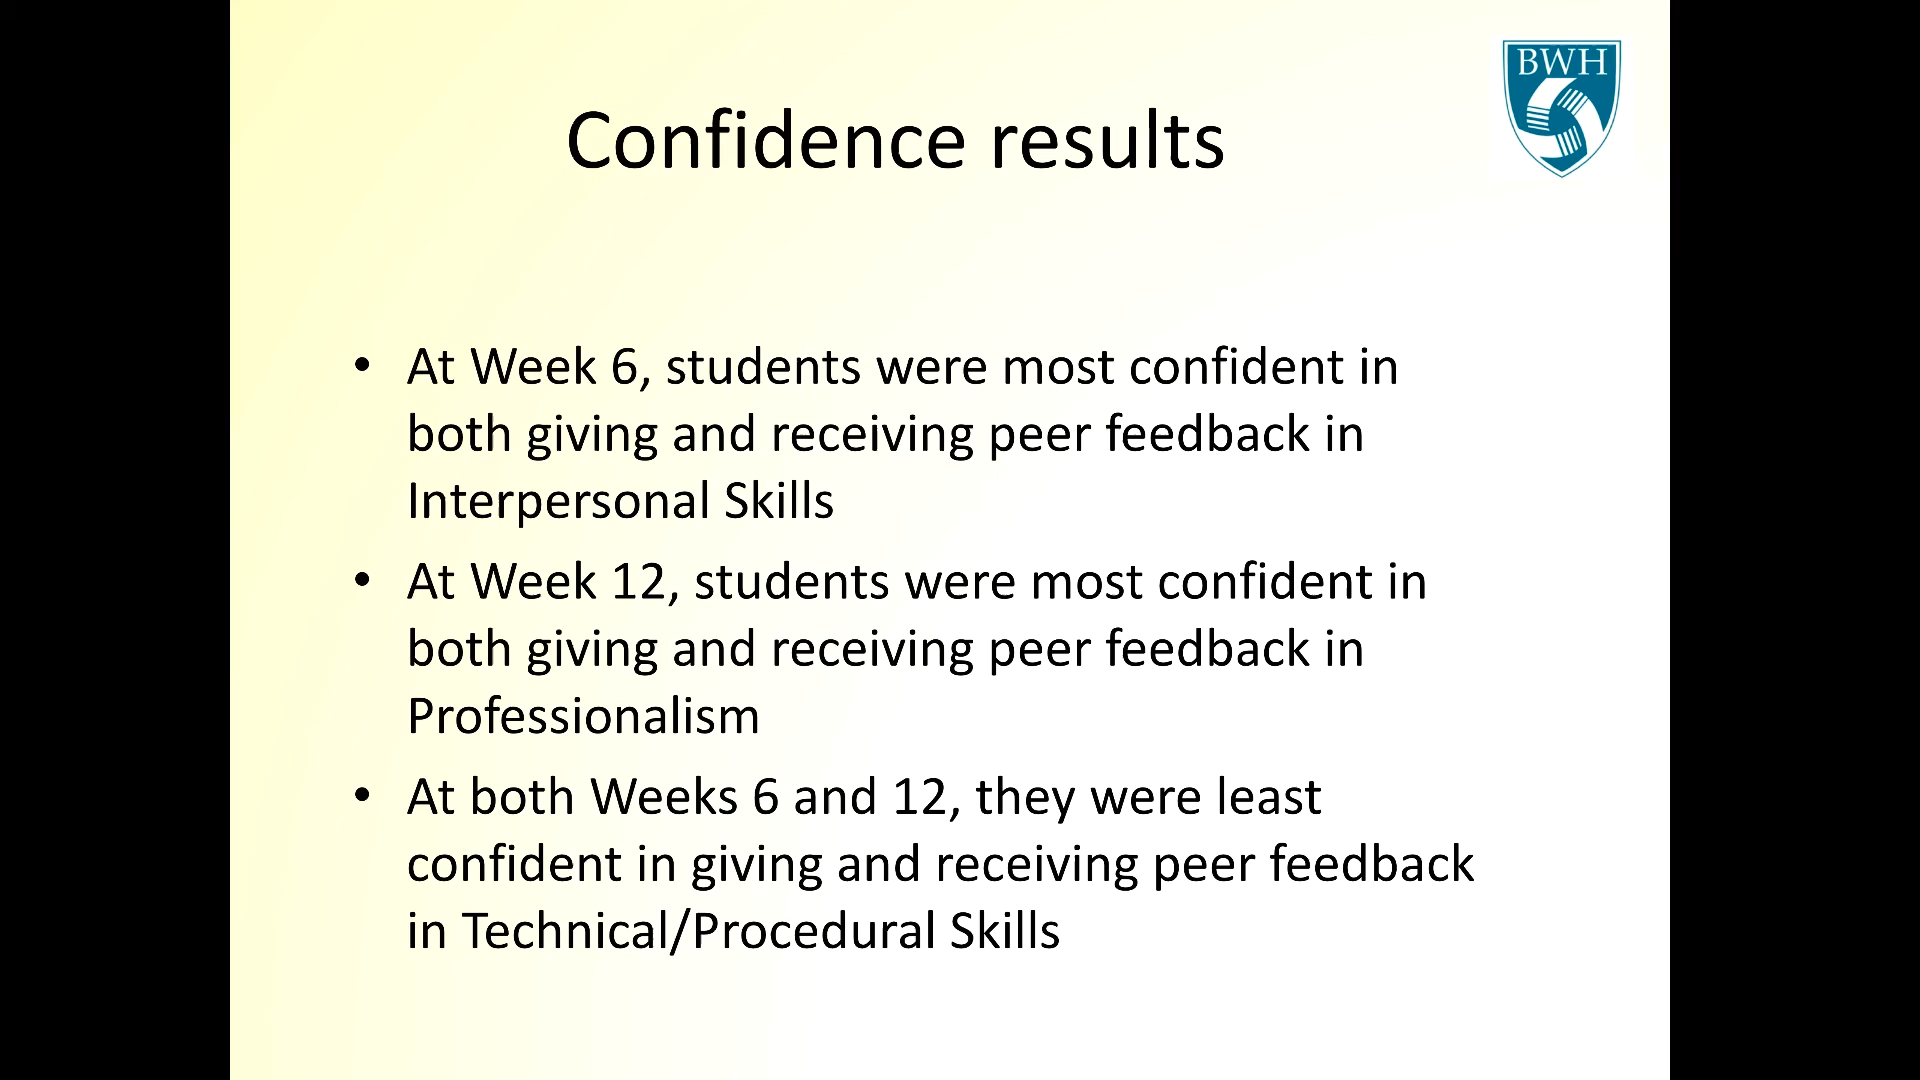 BWH
Confidence results
• At Week 6, students were most confident in
both giving and receiving peer feedback in
Interpersonal Skills
• At Week 12, students were most confident in
both giving and receiving peer feedback in
Professionalism
• At both Weeks 6 and 12, they were least
confident in giving and receiving peer feedback
in Technical/Procedural Skills